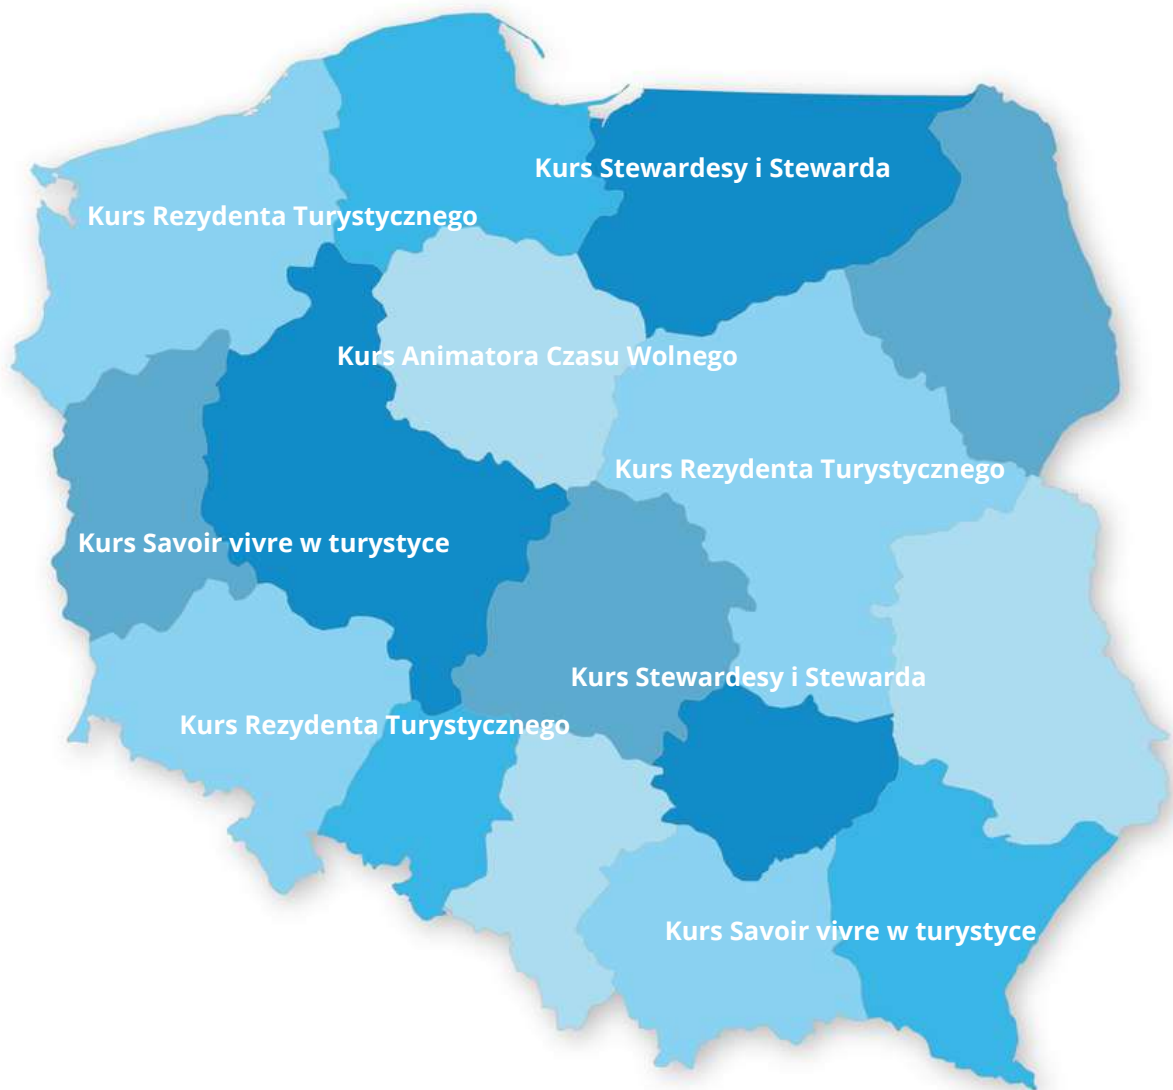 Kurs Stewardesy i Stewarda
Kurs Rezydenta Turystycznego
Kurs Animatora Czasu Wolnego
Kurs Rezydenta Turystycznego
Kurs Savoir vivre w turystyce
Kurs Stewardesy i Stewarda
Kurs Rezydenta Turystycznego
Kurs Savoir vivre w turystyce